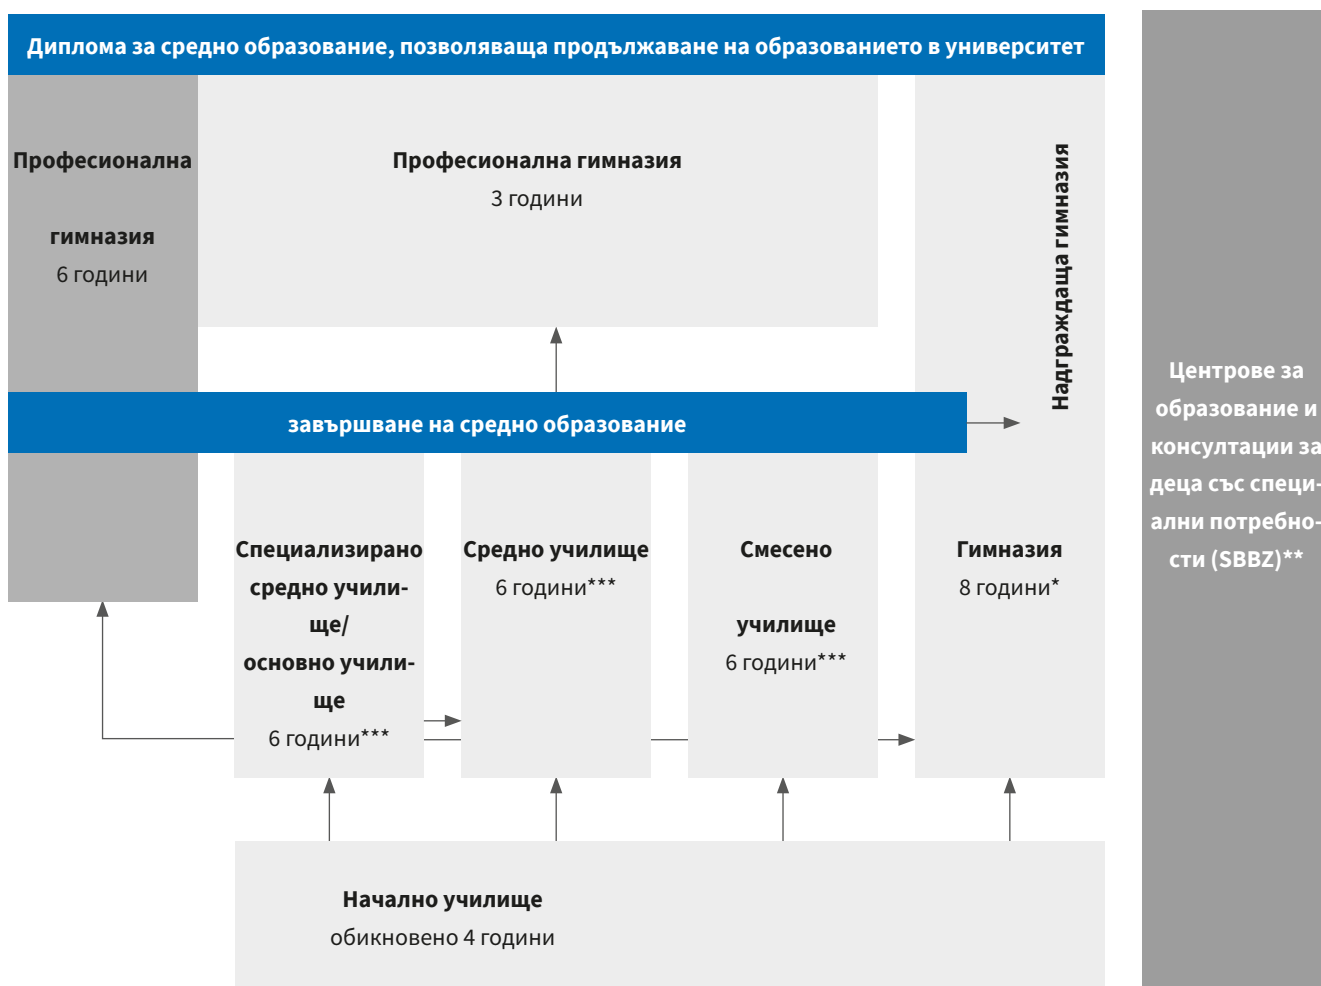 Диплома за средно образование, позволяваща продължаване на образованието в университет
Професионална
гимназия
6 години
Професионална гимназия
3 години
Надграждаща гимназия
завършване на средно образование
Специализирано
средно учили-
ще/
основно учили-
ще
6 години***
Средно училище
6 години***
Смесено
училище
6 години***
Гимназия
8 години*
Начално училище
обикновено 4 години
Центрове за
образование и
консултации за
деца със специ-
ални потребно-
сти (SBBZ)**